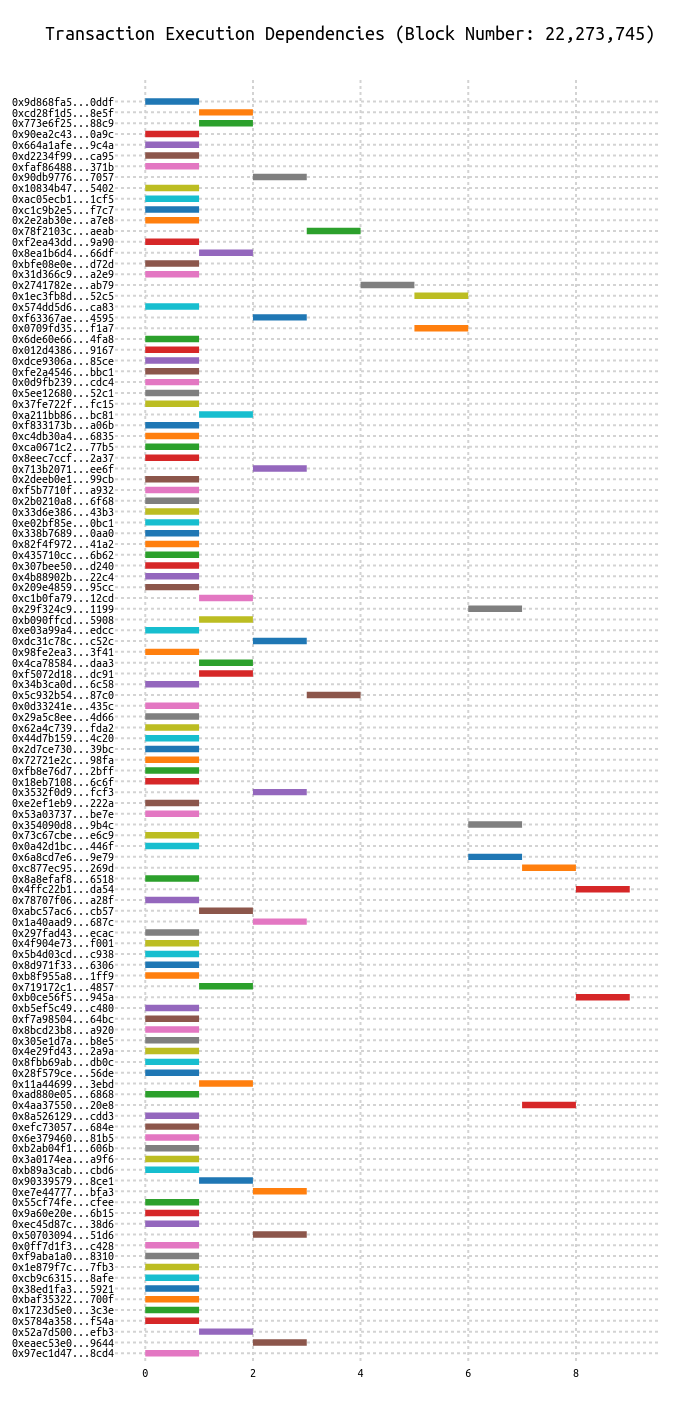 Transaction Execution Dependencies (Block Number: 22,273,745)
0x9d868fa5...0ddf
0xcd28f1d5...8e5f
0x773e6f25...88c9
0x90ea2c43...0a9c
0x664a1afe...9c4a
0xd2234f99...ca95
0xfaf86488...371b
0x90db9776...7057
0x10834b47...5402
0xac05ecb1...1cf5
0xc1c9b2e5...f7c7
0x2e2ab30e...a7e8
0x78f2103c...aeab
0xf2ea43dd...9a90
0x8ea1b6d4...66df
0xbfe08e0e...d72d
0x31d366c9...a2e9
0x2741782e...ab79
0x1ec3fb8d...52c5
0x574dd5d6...ca83
0xf63367ae...4595
0x0709fd35...f1a7
0x6de60e66...4fa8
0x012d4386...9167
0xdce9306a...85ce
0xfe2a4546...bbc1
0x0d9fb239...cdc4
0x5ee12680...52c1
0x37fe722f...fc15
0xa211bb86...bc81
0xf833173b...a06b
0xc4db30a4...6835
0xca0671c2...77b5
0x8eec7ccf...2a37
0x713b2071...ee6f
0x2deeb0e1...99cb
0xf5b7710f...a932
0x2b0210a8...6f68
0x33d6e386...43b3
0xe02bf85e...0bc1
0x338b7689...0aa0
0x82f4f972...41a2
0x435710cc...6b62
0x307bee50...d240
0x4b88902b...22c4
0x209e4859...95cc
0xc1b0fa79...12cd
0x29f324c9...1199
0xb090ffcd...5908
0xe03a99a4...edcc
0xdc31c78c...c52c
0x98fe2ea3...3f41
0x4ca78584...daa3
0xf5072d18...dc91
0x34b3ca0d...6c58
0x5c932b54...87c0
0x0d33241e...435c
0x29a5c8ee...4d66
0x62a4c739...fda2
0x44d7b159...4c20
0x2d7ce730...39bc
0x72721e2c...98fa
0xfb8e76d7...2bff
0x18eb7108...6c6f
0x3532f0d9...fcf3
0xe2ef1eb9...222a
0x53a03737...be7e
0x354090d8...9b4c
0x73c67cbe...e6c9
0x0a42d1bc...446f
0x6a8cd7e6...9e79
0xc877ec95...269d
0x8a8efaf8...6518
0x4ffc22b1...da54
0x78707f06...a28f
0xabc57ac6...cb57
0x1a40aad9...687c
0x297fad43...ecac
0x4f904e73...f001
0x5b4d03cd...c938
0x8d971f33...6306
0xb8f955a8...1ff9
0x719172c1...4857
0xb0ce56f5...945a
0xb5ef5c49...c480
0xf7a98504...64bc
0x8bcd23b8...a920
0x305e1d7a...b8e5
0x4e29fd43...2a9a
0x8fbb69ab...db0c
0x28f579ce...56de
0x11a44699...3ebd
0xad880e05...6868
0x4aa37550...20e8
0x8a526129...cdd3
0xefc73057...684e
0x6e379460...81b5
0xb2ab04f1...606b
0x3a0174ea...a9f6
0xb89a3cab...cbd6
0x90339579...8ce1
0xe7e44777...bfa3
0x55cf74fe...cfee
0x9a60e20e...6b15
0xec45d87c...38d6
0x50703094...51d6
0x0ff7d1f3...c428
0xf9aba1a0...8310
0x1e879f7c...7fb3
0xcb9c6315...8afe
0x38ed1fa3...5921
0xbaf35322...700f
0x1723d5e0...3c3e
0x5784a358...f54a
0x52a7d500...efb3
0xeaec53e0...9644
0x97ec1d47...8cd4
0 2 4 6 8